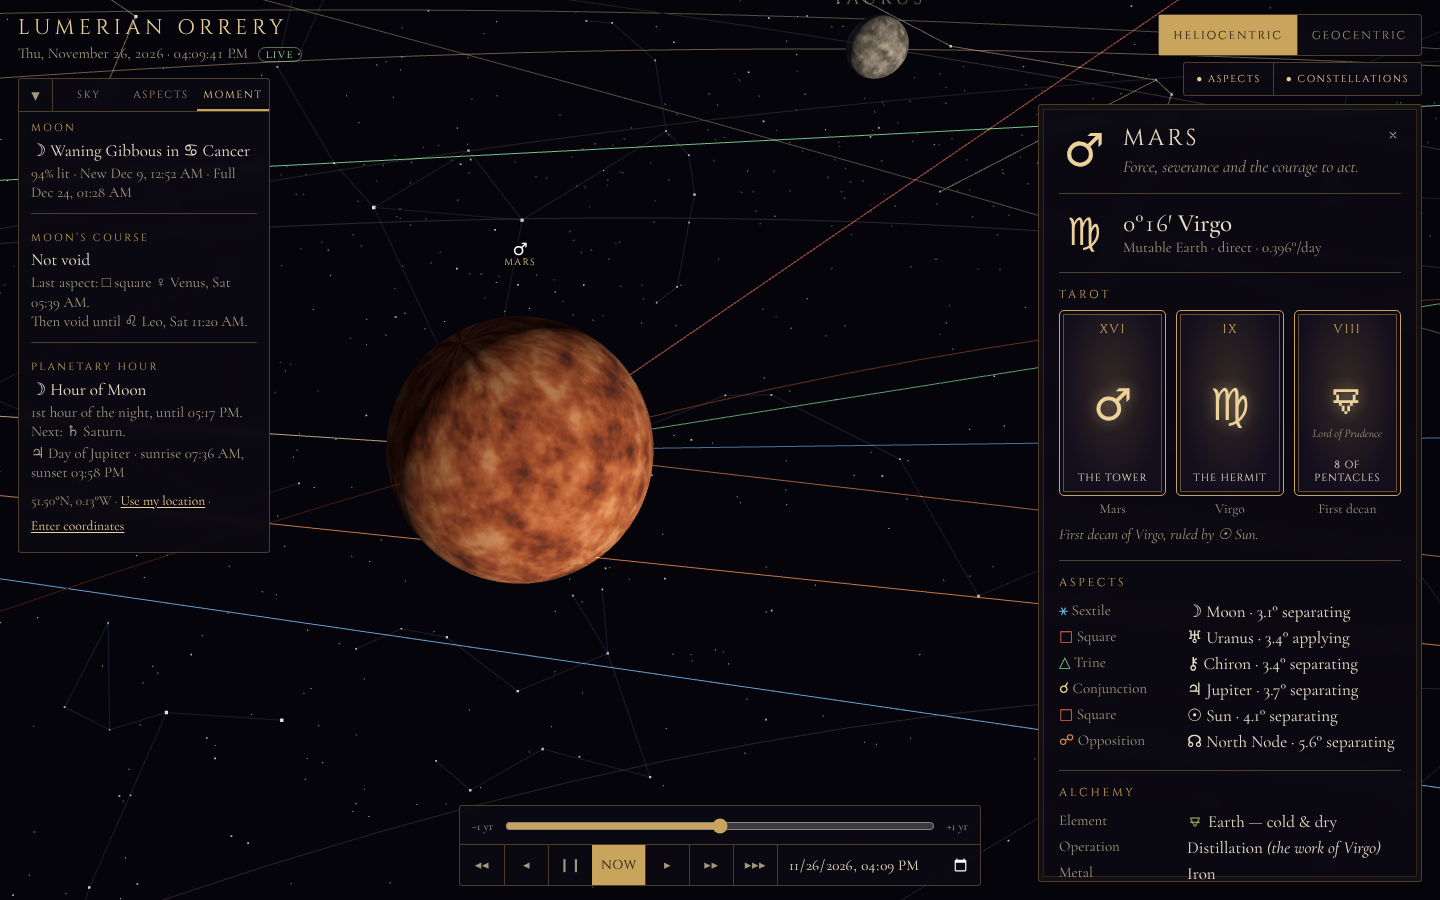 LUMERIAN ORRERY
Thu, November 26, 2026 · 04:09:41 PM LIVE
▼ SKY ASPECTS MOMENT
MOON
☽ Waning Gibbous in ♋ Cancer
94% lit · New Dec 9, 12:52 AM · Full
Dec 24, 01:28 AM
MOON'S COURSE
Not void
Last aspect: □ square ♀ Venus, Sat
05:39 AM.
Then void until ♌ Leo, Sat 11:20 AM.
PLANETARY HOUR
☽ Hour of Moon
1st hour of the night, until 05:17 PM.
Next: ♄ Saturn.
♃ Day of Jupiter · sunrise 07:36 AM,
sunset 03:58 PM
51.50°N, 0.13°W · Use my location ·
Enter coordinates
TAURUS
♂
MARS
HELIOCENTRIC GEOCENTRIC
• ASPECTS • CONSTELLATIONS
♂ MARS ×
Force, severance and the courage to act.
♍ 0°16' Virgo
Mutable Earth · direct · 0.396°/day
TAROT
XVI IX VIII
♂ ♍
Lord of Prudence
THE TOWER THE HERMIT 8 OF
PENTACLES
Mars Virgo First decan
First decan of Virgo, ruled by ☉ Sun.
ASPECTS
⚹ Sextile ☽ Moon · 3.1° separating
□ Square ♅ Uranus · 3.4° applying
△ Trine ⚷ Chiron · 3.4° separating
☌ Conjunction ♃ Jupiter · 3.7° separating
□ Square ☉ Sun · 4.1° separating
☍ Opposition ☊ North Node · 5.6° separating
ALCHEMY
Element 🜃 Earth — cold & dry
Operation Distillation (the work of Virgo)
Metal Iron
−1 yr +1 yr
◂◂ ◂ ❙❙ NOW ▸ ▸▸ ▸▸▸ 11/26/2026, 04:09 PM